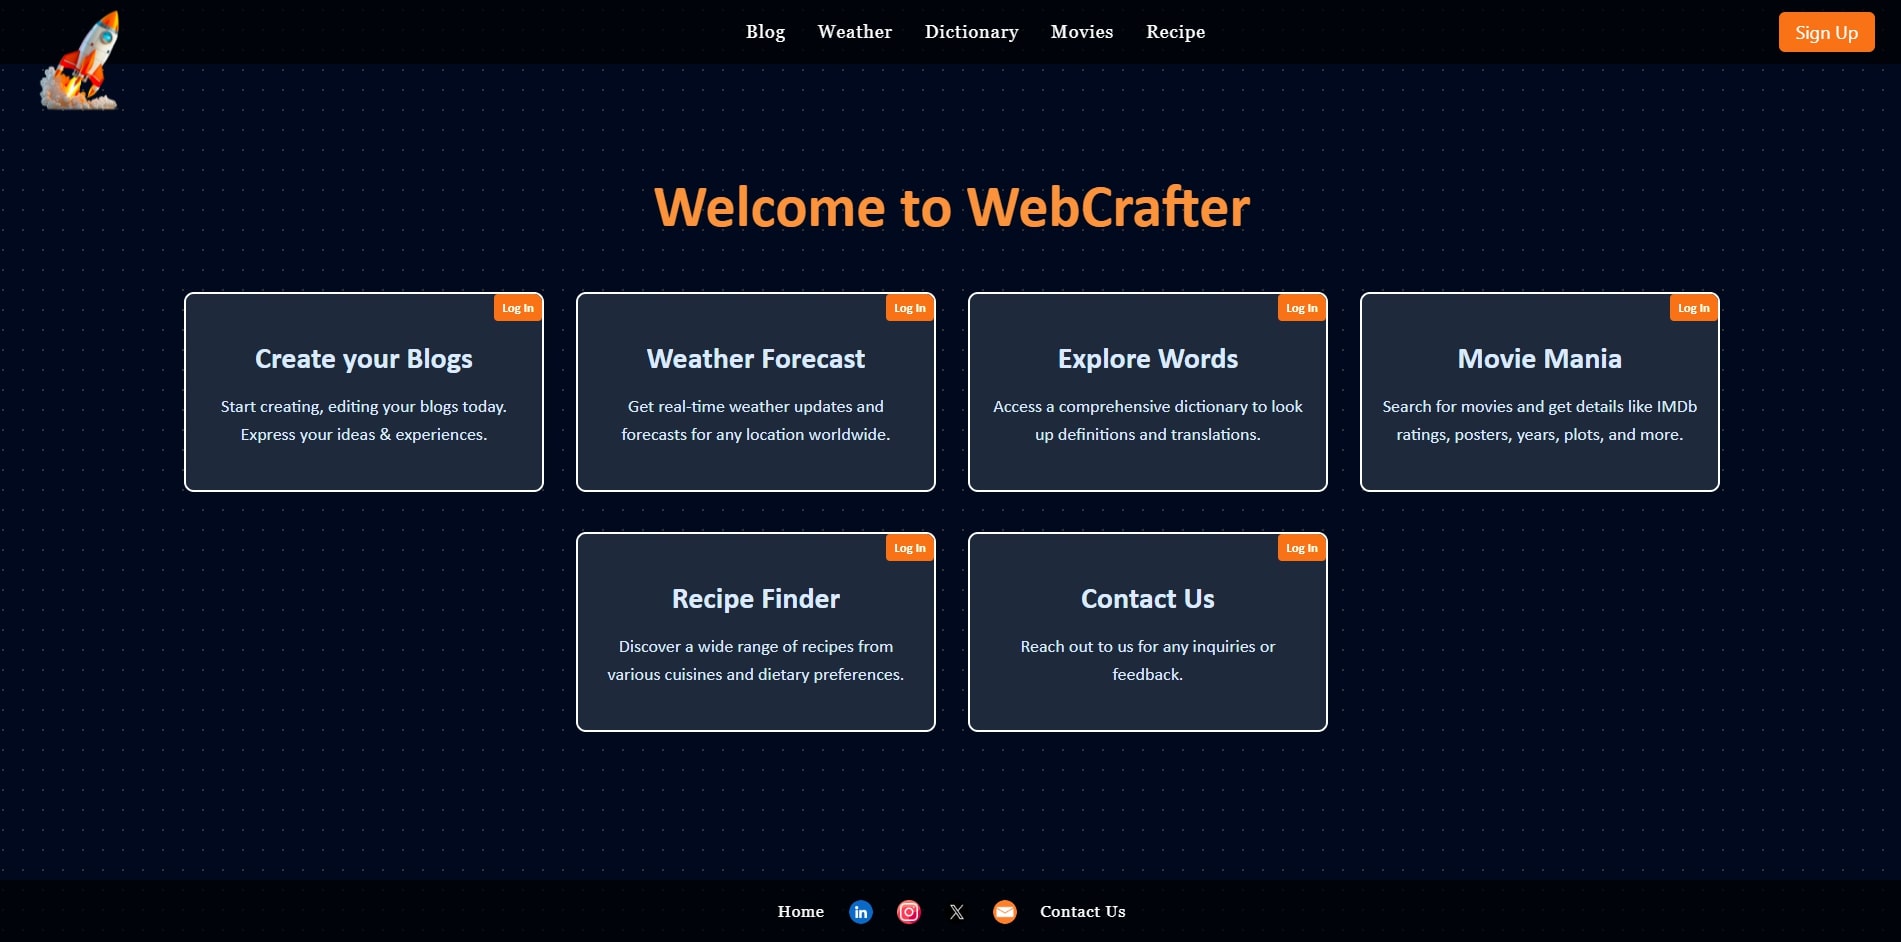 Blog Weather Dictionary Movies Recipe
Sign Up
Welcome to WebCrafter
Log In
Create your Blogs
Start creating, editing your blogs today.
Express your ideas & experiences.
Log In
Weather Forecast
Get real-time weather updates and
forecasts for any location worldwide.
Log In
Explore Words
Access a comprehensive dictionary to look
up definitions and translations.
Log In
Movie Mania
Search for movies and get details like IMDb
ratings, posters, years, plots, and more.
Log In
Recipe Finder
Discover a wide range of recipes from
various cuisines and dietary preferences.
Log In
Contact Us
Reach out to us for any inquiries or
feedback.
Home in X Contact Us